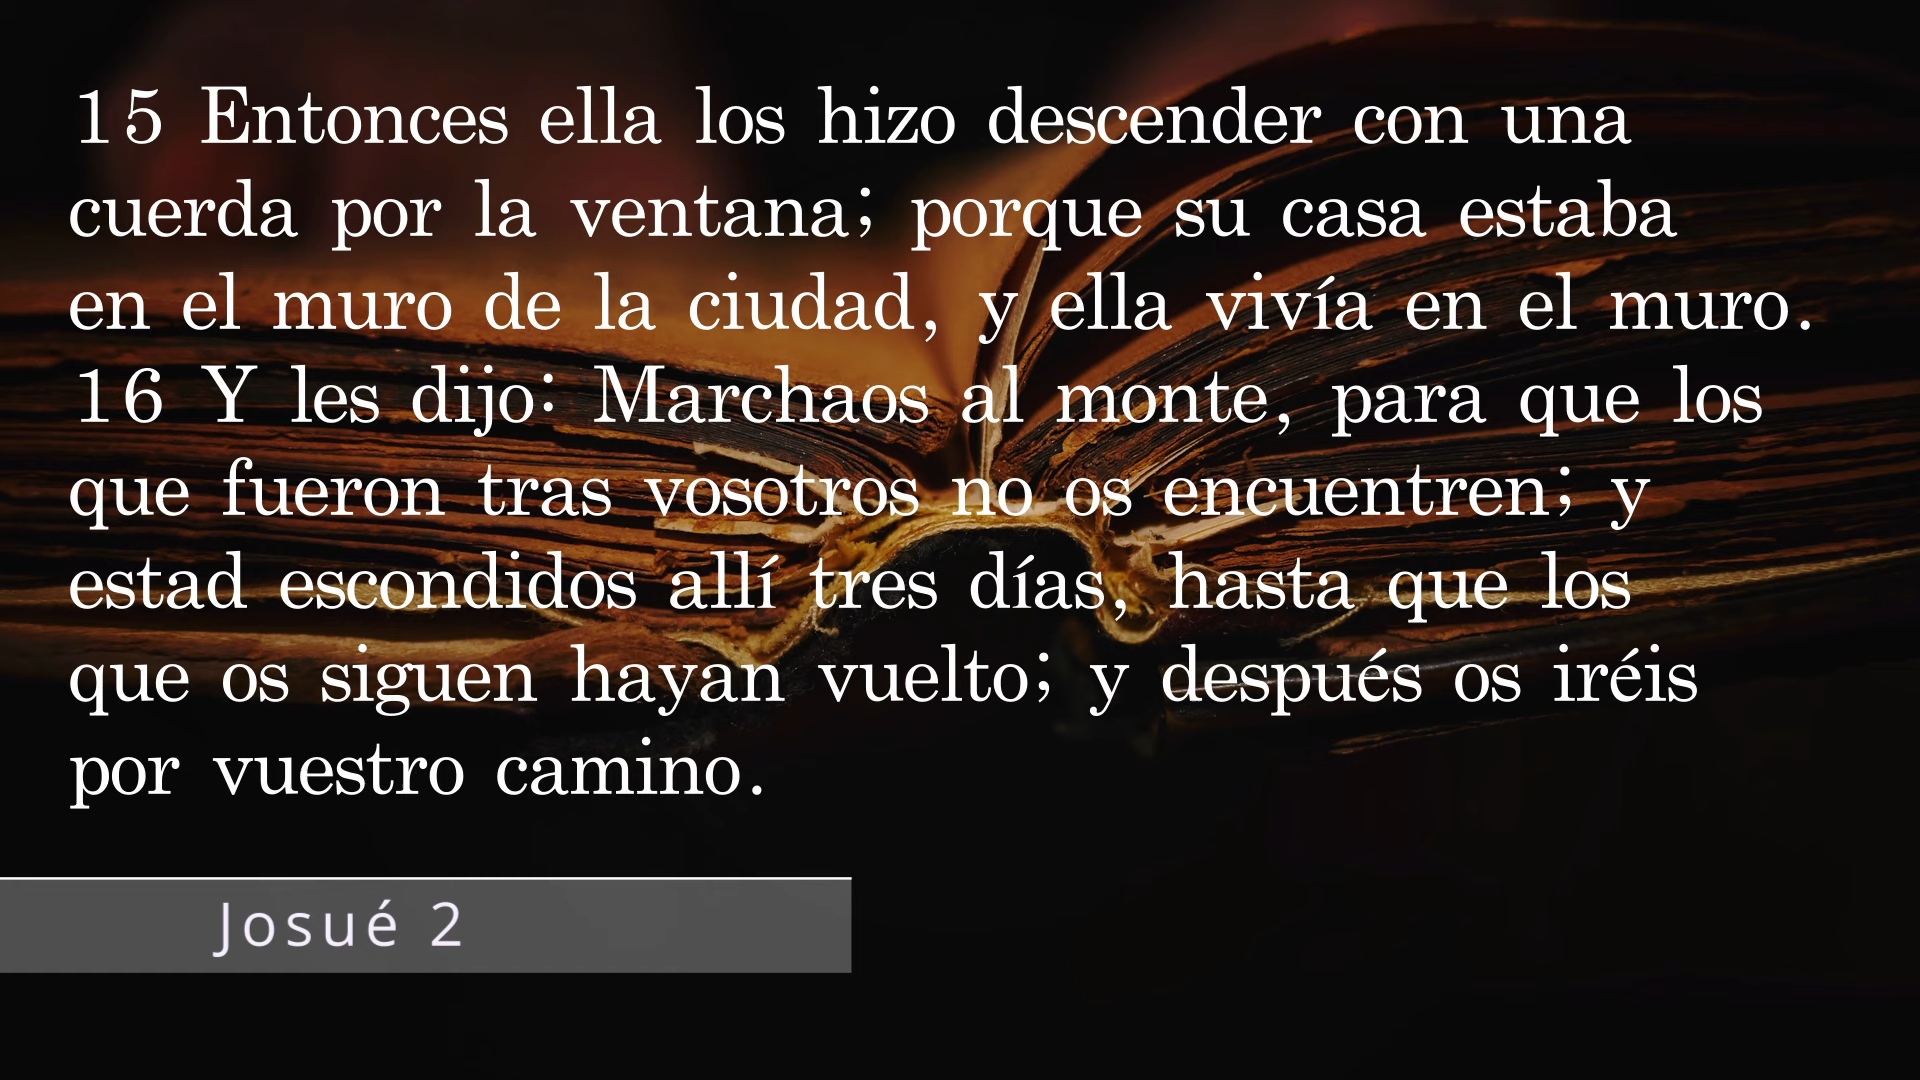 15 Entonces ella los hizo descender con una
cuerda por la ventana; porque su casa estaba
en el muro de la ciudad, y ella vivía en el muro.
16 Y les dijo: Marchaos al monte, para que los
que fueron tras vosotros no os encuentren; y
estad escondidos allí tres días, hasta que los
que os siguen hayan vuelto; y después os iréis
por vuestro camino.
Josué 2